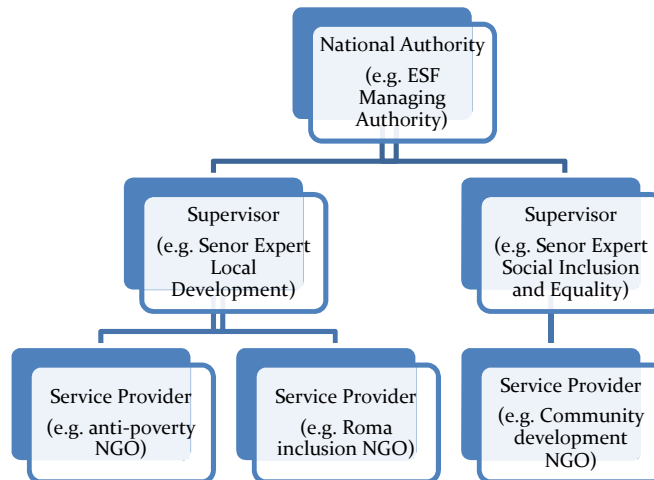 National Authority
(e.g. ESF
Managing
Authority)
Supervisor
(e.g. Senor Expert
Local
Development)
Supervisor
(e.g. Senor Expert
Social Inclusion
and Equality)
Service Provider
(e.g. anti-poverty
NGO)
Service Provider
(e.g. Roma
inclusion NGO)
Service Provider
(e.g. Community
development
NGO)